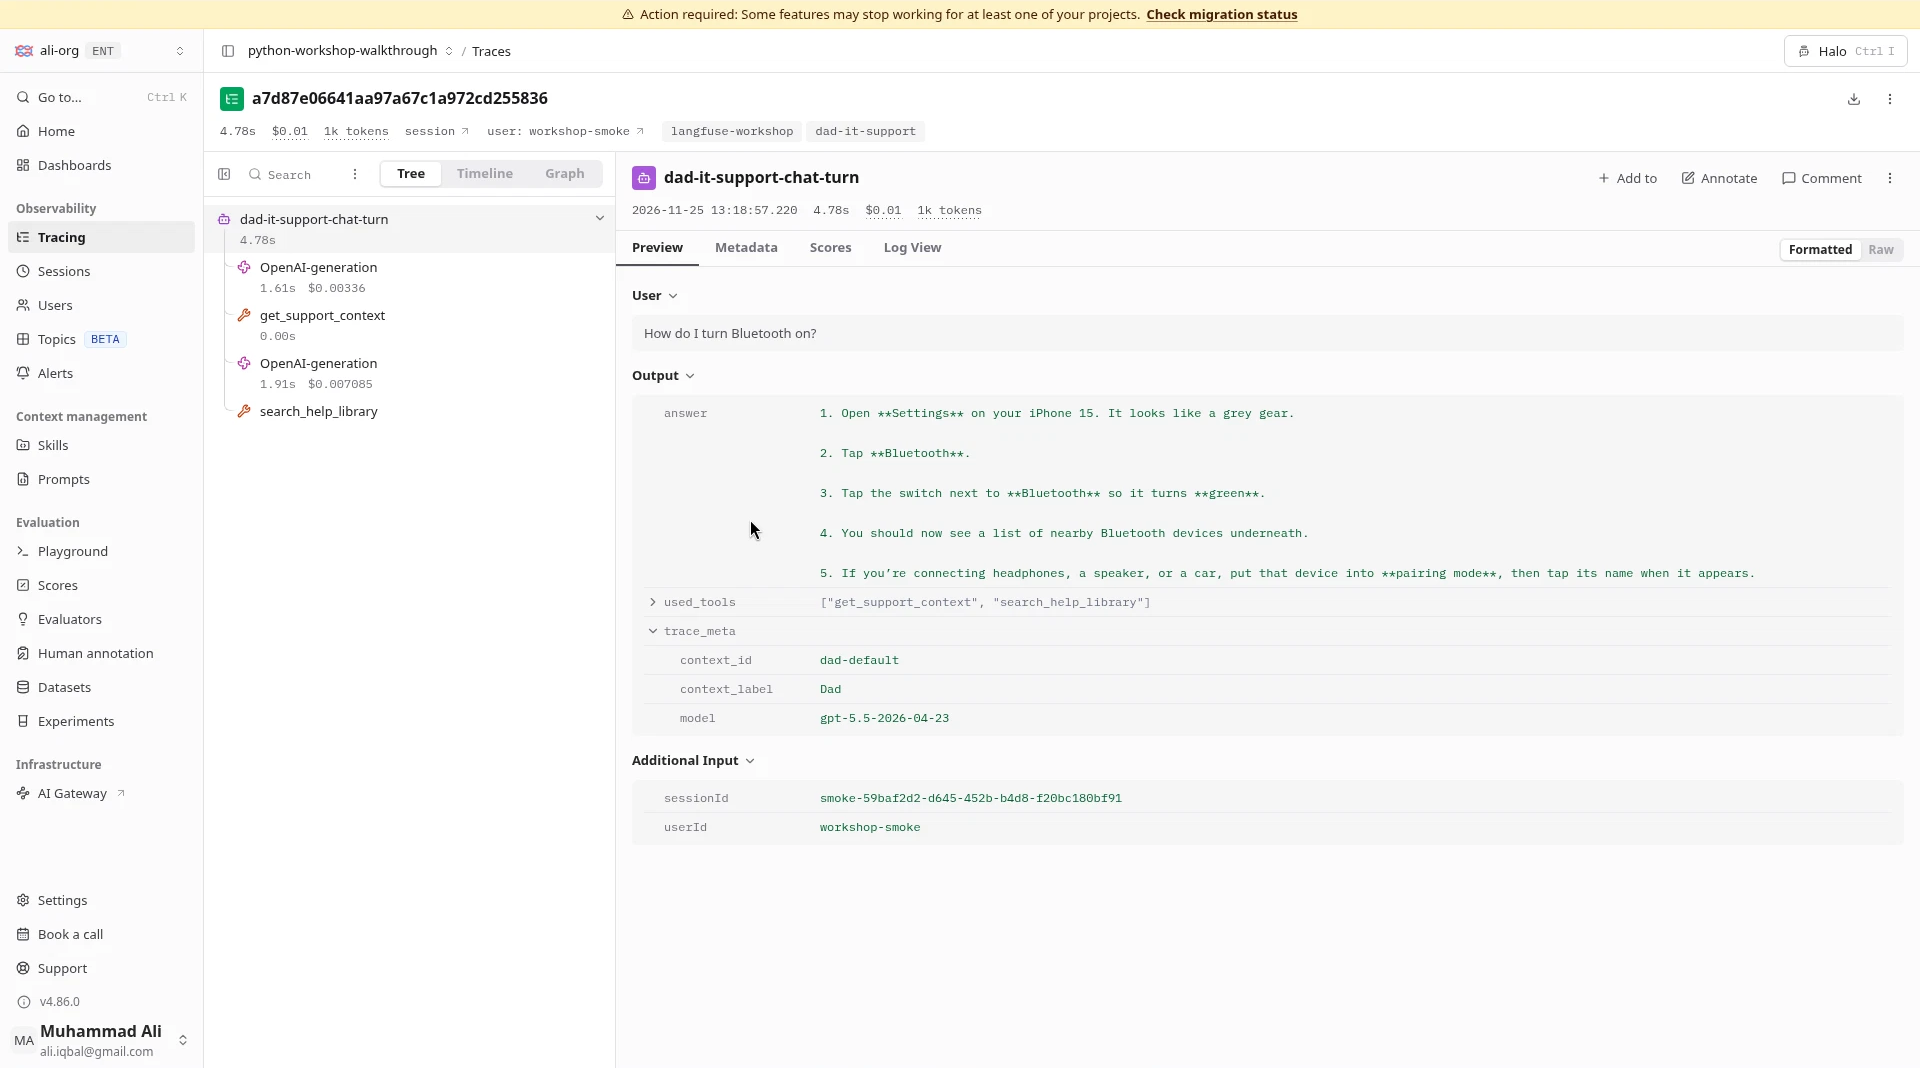 Action required: Some features may stop working for at least one of your projects. Check migration status
ali-org ENT
python-workshop-walkthrough / Traces
Halo Ctrl I
Go to... Ctrl K
Home
Dashboards
Observability
Tracing
Sessions
Users
Topics BETA
Alerts
Context management
Skills
Prompts
Evaluation
Playground
Scores
Evaluators
Human annotation
Datasets
Experiments
Infrastructure
AI Gateway
Settings
Book a call
Support
v4.86.0
MA
Muhammad Ali
ali.iqbal@gmail.com
a7d87e06641aa97a67c1a972cd255836
4.78s $0.01 1k tokens session user: workshop-smoke langfuse-workshop dad-it-support
Search
Tree Timeline Graph
dad-it-support-chat-turn
4.78s
OpenAI-generation
1.61s $0.00336
get_support_context
0.00s
OpenAI-generation
1.91s $0.007085
search_help_library
dad-it-support-chat-turn
Add to Annotate Comment
2026-11-25 13:18:57.220 4.78s $0.01 1k tokens
Preview Metadata Scores Log View
Formatted Raw
User
How do I turn Bluetooth on?
Output
answer 1. Open **Settings** on your iPhone 15. It looks like a grey gear.
2. Tap **Bluetooth**.
3. Tap the switch next to **Bluetooth** so it turns **green**.
4. You should now see a list of nearby Bluetooth devices underneath.
5. If you’re connecting headphones, a speaker, or a car, put that device into **pairing mode**, then tap its name when it appears.
used_tools ["get_support_context", "search_help_library"]
trace_meta
context_id dad-default
context_label Dad
model gpt-5.5-2026-04-23
Additional Input
sessionId smoke-59baf2d2-d645-452b-b4d8-f20bc180bf91
userId workshop-smoke